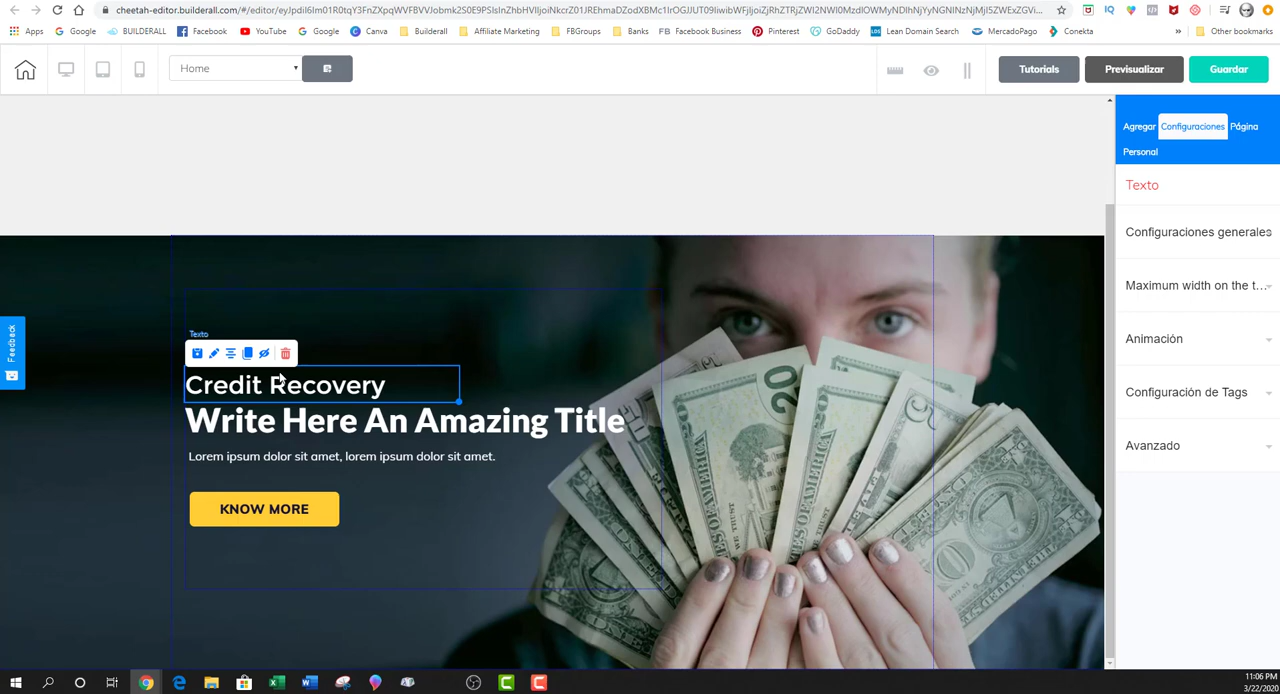 cheetah-editor.builderall.com/#/editor/
Apps Google BUILDERALL Facebook YouTube Google Canva Builderall Affiliate Marketing FBGroups Banks FB Facebook Business Pinterest GoDaddy Lean Domain Search MercadoPago Conekta » Other bookmarks
Home Tutorials Previsualizar Guardar
Agregar Configuraciones Página
Personal
Texto
Configuraciones generales
Maximum width on the t...
Animación
Configuración de Tags
Avanzado
Feedback
Texto
Credit Recovery
Write Here An Amazing Title
Lorem ipsum dolor sit amet, lorem ipsum dolor sit amet.
KNOW MORE
20
11:06 PM
3/22/2020